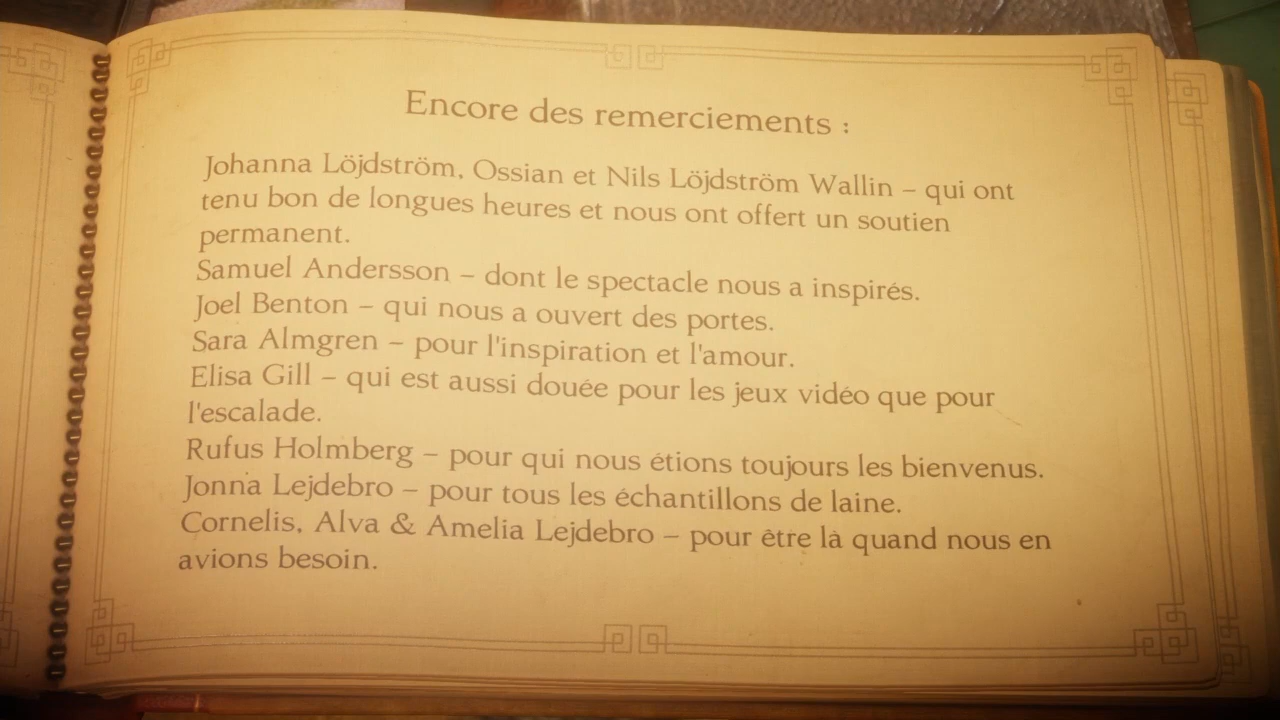 Encore des remerciements :
Johanna Löjdström, Ossian et Nils Löjdström Wallin – qui ont
tenu bon de longues heures et nous ont offert un soutien
permanent.
Samuel Andersson – dont le spectacle nous a inspirés.
Joel Benton – qui nous a ouvert des portes.
Sara Almgren – pour l'inspiration et l'amour.
Elisa Gill – qui est aussi douée pour les jeux vidéo que pour
l'escalade.
Rufus Holmberg – pour qui nous étions toujours les bienvenus.
Jonna Lejdebro – pour tous les échantillons de laine.
Cornelis, Alva & Amelia Lejdebro – pour être là quand nous en
avions besoin.